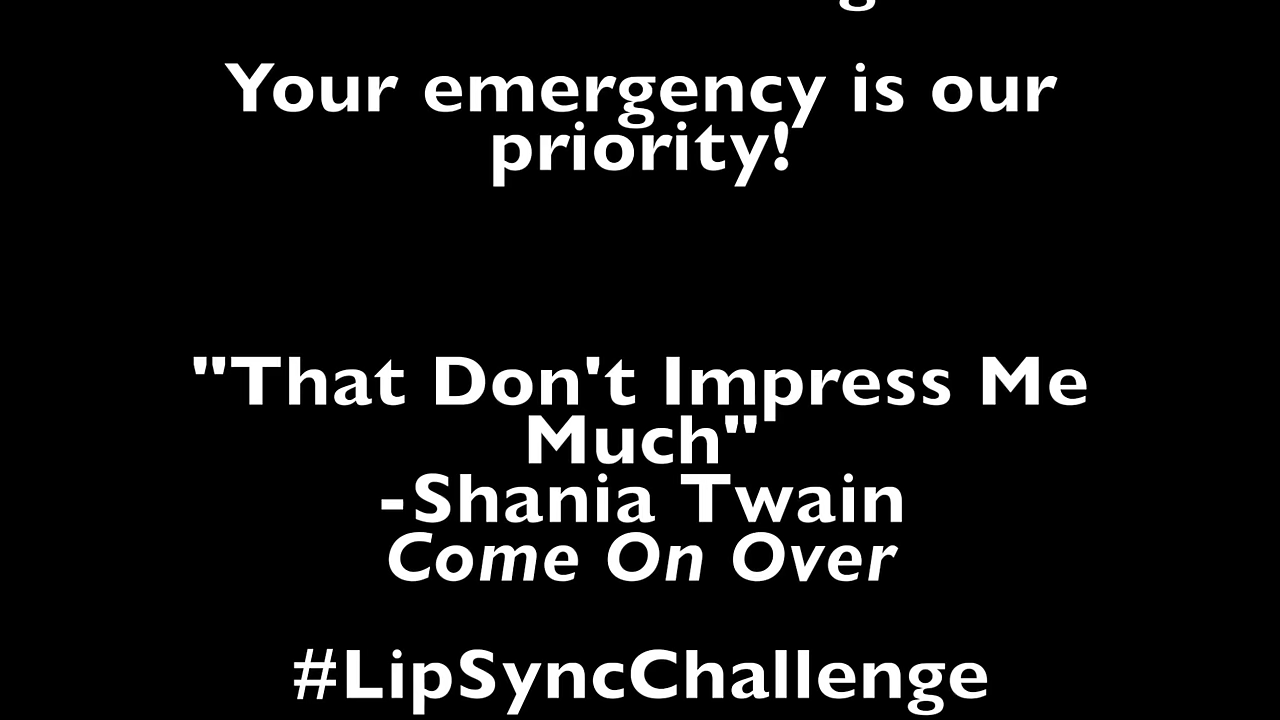 Your emergency is our
priority!
"That Don't Impress Me
Much"
-Shania Twain
Come On Over
#LipSyncChallenge